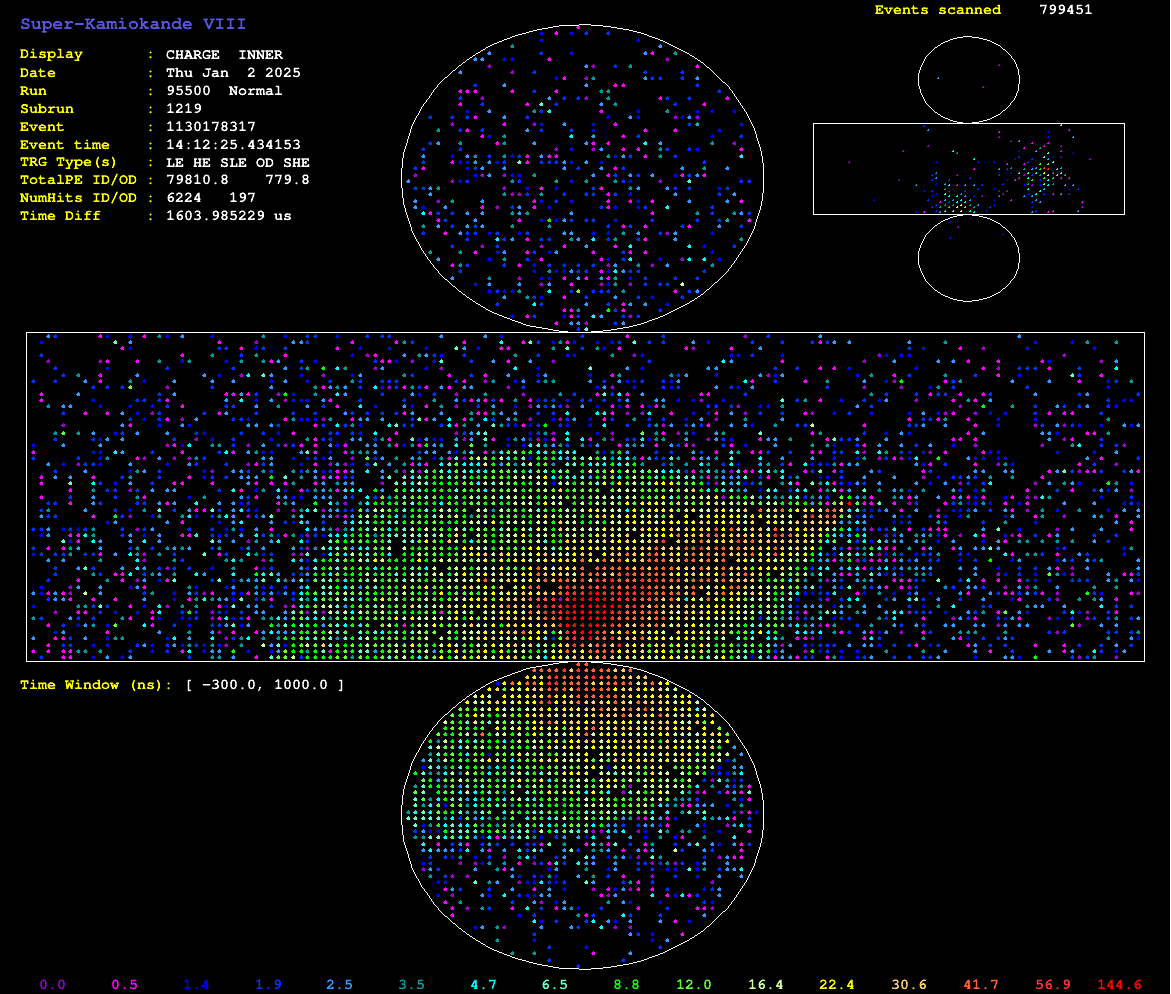 Super-Kamiokande VIII
Events scanned 799451
Display : CHARGE INNER
Date : Thu Jan 2 2025
Run : 95500 Normal
Subrun : 1219
Event : 1130178317
Event time : 14:12:25.434153
TRG Type(s) : LE HE SLE OD SHE
TotalPE ID/OD : 79810.8 779.8
NumHits ID/OD : 6224 197
Time Diff : 1603.985229 us
Time Window (ns): [ −300.0, 1000.0 ]
0.0 0.5 1.4 1.9 2.5 3.5 4.7 6.5 8.8 12.0 16.4 22.4 30.6 41.7 56.9 144.6